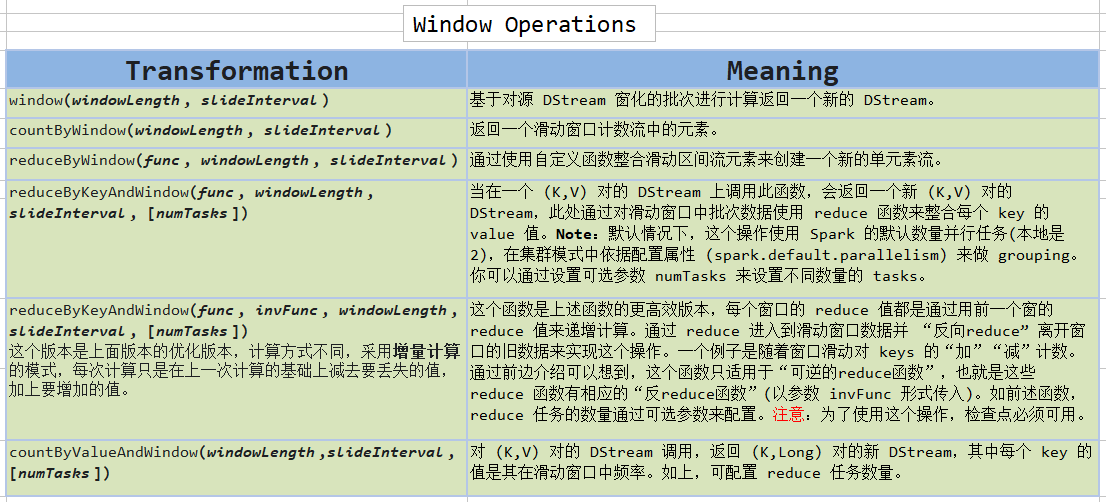 Window Operations
Transformation
Meaning
window(windowLength, slideInterval)
基于对源 DStream 窗化的批次进行计算返回一个新的 DStream。
countByWindow(windowLength, slideInterval)
返回一个滑动窗口计数流中的元素。
reduceByWindow(func, windowLength, slideInterval)
通过使用自定义函数整合滑动区间流元素来创建一个新的单元素流。
reduceByKeyAndWindow(func, windowLength,
slideInterval, [numTasks])
当在一个 (K,V) 对的 DStream 上调用此函数，会返回一个新 (K,V) 对的
DStream，此处通过对滑动窗口中批次数据使用 reduce 函数来整合每个 key 的
value 值。Note: 默认情况下，这个操作使用 Spark 的默认数量并行任务(本地是
2)，在集群模式中依据配置属性 (spark.default.parallelism) 来做 grouping。
你可以通过设置可选参数 numTasks 来设置不同数量的 tasks。
reduceByKeyAndWindow(func, invFunc, windowLength,
slideInterval, [numTasks])
这个版本是上面版本的优化版本，计算方式不同，采用增量计算
的模式，每次计算只是在上一次计算的基础上减去要丢失的值，
加上要增加的值。
这个函数是上述函数的更高效版本，每个窗口的 reduce 值都是通过用前一个窗的
reduce 值来递增计算。通过 reduce 进入到滑动窗口数据并 “反向reduce” 离开窗
口的旧数据来实现这个操作。一个例子是随着窗口滑动对 keys 的“加”“减”计数。
通过前边介绍可以想到，这个函数只适用于“可逆的reduce函数”，也就是这些
reduce 函数有相应的“反reduce函数”(以参数 invFunc 形式传入)。如前述函数，
reduce 任务的数量通过可选参数来配置。注意: 为了使用这个操作，检查点必须可用。
countByValueAndWindow(windowLength,slideInterval,
[numTasks])
对 (K,V) 对的 DStream 调用，返回 (K,Long) 对的新 DStream，其中每个 key 的
值是其在滑动窗口中频率。如上，可配置 reduce 任务数量。